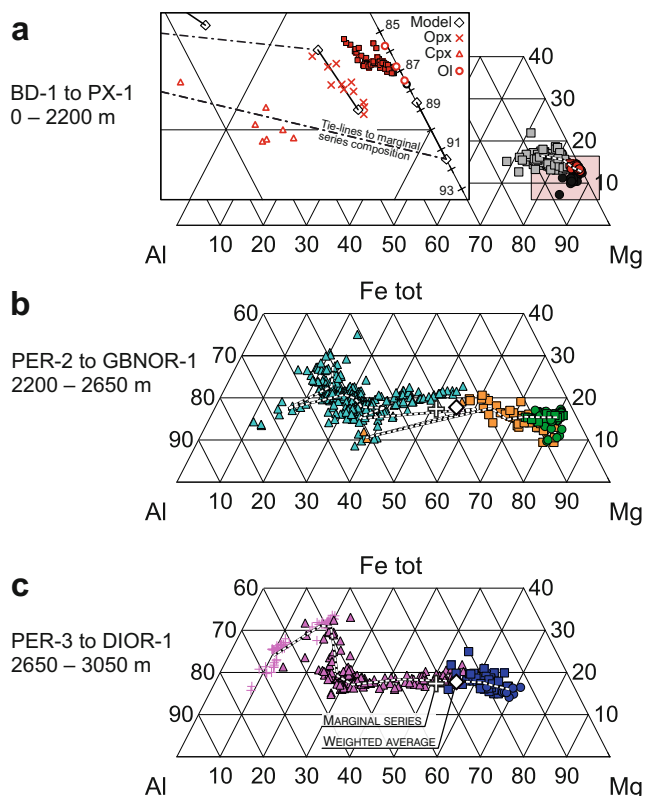 a
BD-1 to PX-1
0 – 2200 m
Model
Opx
Cpx
Ol
85
87
89
91
93
Tie-lines to marginal
series composition
40
30
20
10
Al
10 20 30 40 50 60 70 80 90
Mg
b
PER-2 to GBNOR-1
2200 – 2650 m
Fe tot
60
70
80
90
40
30
20
10
Al
10 20 30 40 50 60 70 80 90
Mg
c
PER-3 to DIOR-1
2650 – 3050 m
Fe tot
60
70
80
90
40
30
20
10
MARGINAL SERIES
WEIGHTED AVERAGE
Al
10 20 30 40 50 60 70 80 90
Mg